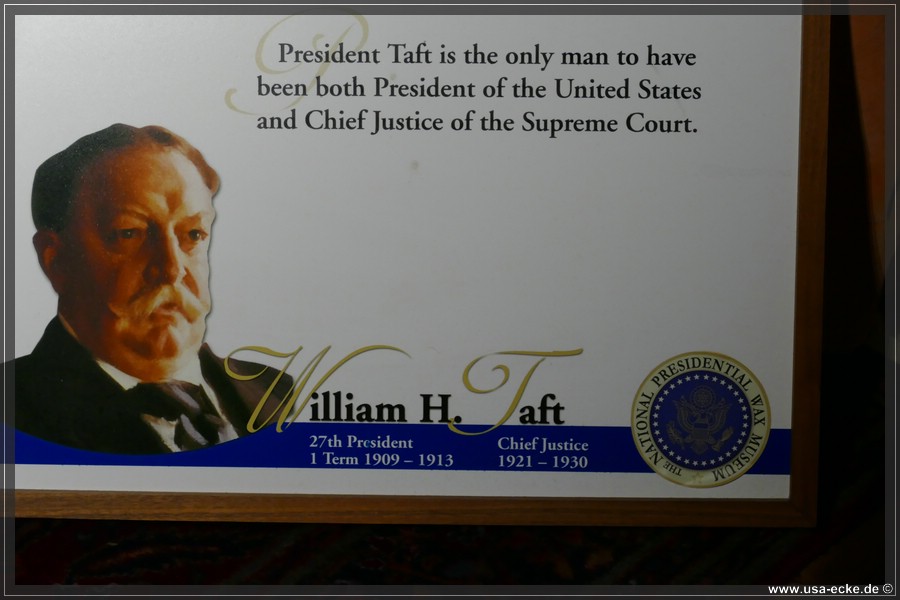 President Taft is the only man to have
been both President of the United States
and Chief Justice of the Supreme Court.
William H. Taft
27th President
1 Term 1909 – 1913
Chief Justice
1921 – 1930
THE NATIONAL PRESIDENTIAL WAX MUSEUM
www.usa-ecke.de ©